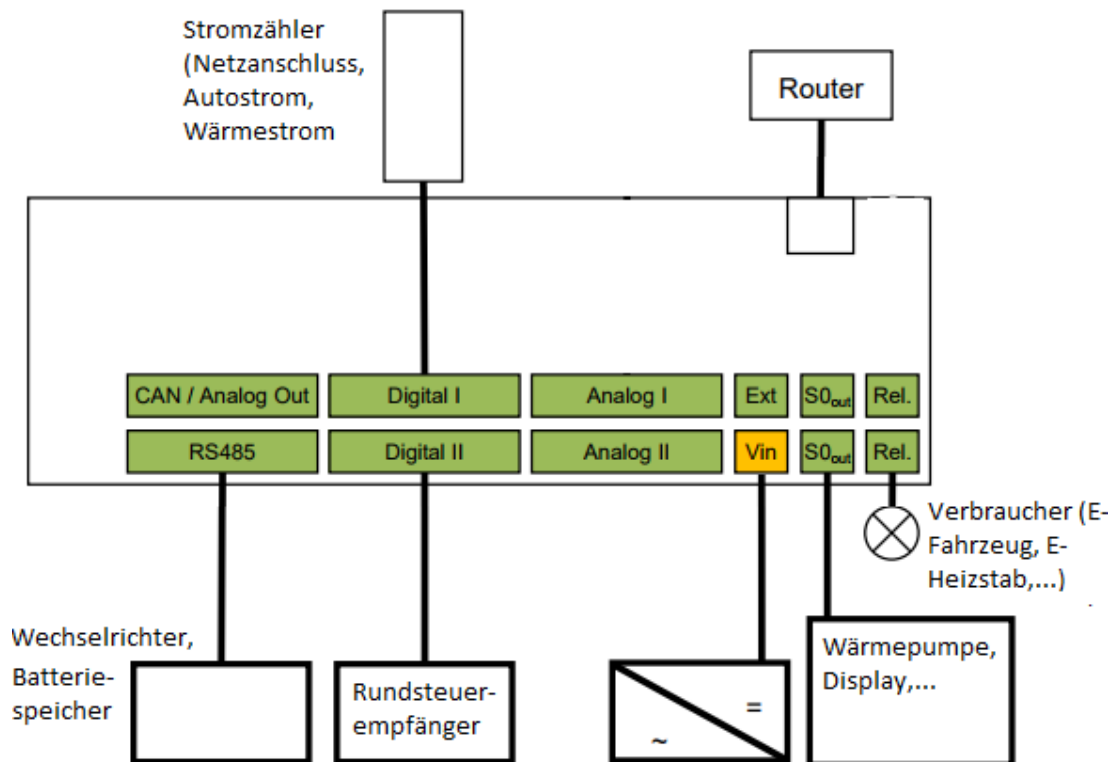 Stromzähler
(Netzanschluss,
Autostrom,
Wärmestrom
Router
CAN / Analog Out
Digital I
Analog I
Ext
S0out
Rel.
RS485
Digital II
Analog II
Vin
S0out
Rel.
Verbraucher (E-
Fahrzeug, E-
Heizstab,...)
Wechselrichter,
Batterie-
speicher
Rundsteuer-
empfänger
=
~
Wärmepumpe,
Display,...